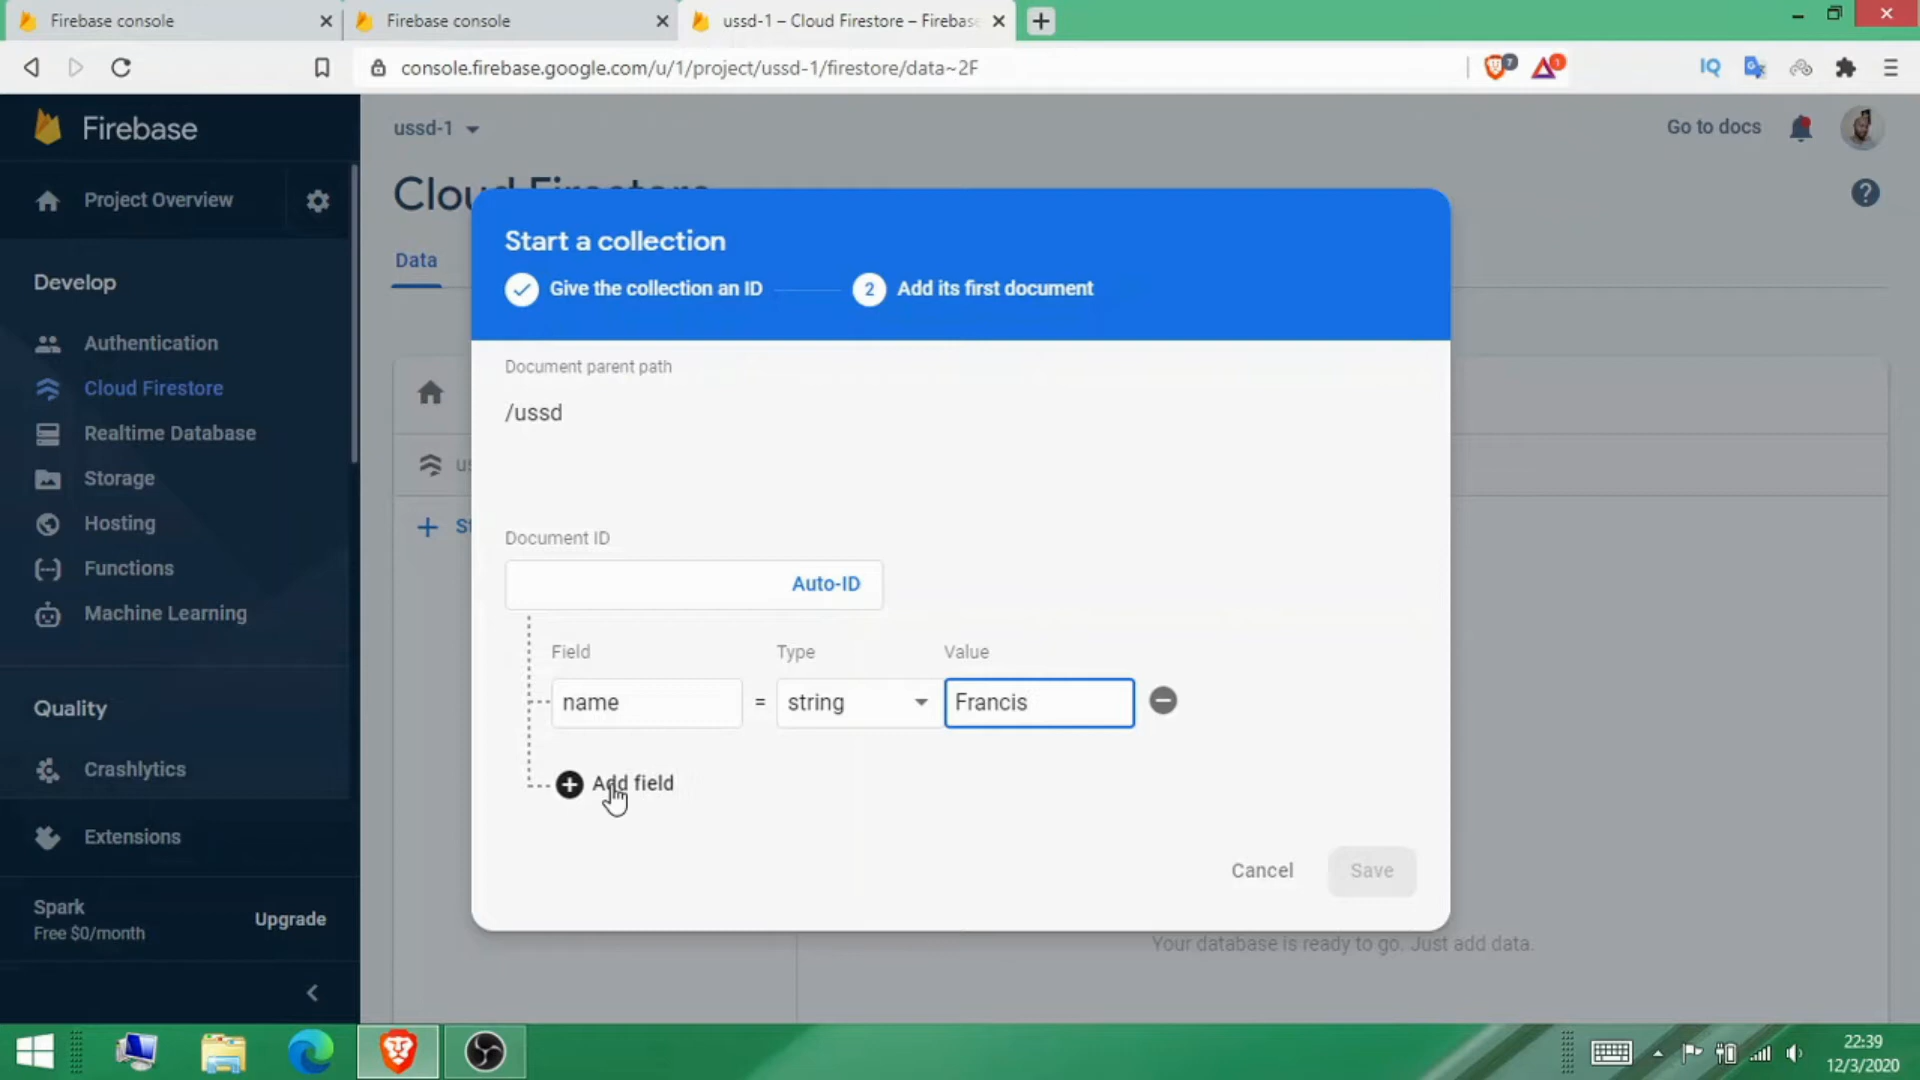 Firebase console
Firebase console
ussd-1 – Cloud Firestore – Firebase
console.firebase.google.com/u/1/project/ussd-1/firestore/data~2F
7
1
IQ
Firebase
ussd-1
Go to docs
Project Overview
Cloud Firestore
Develop
Data
Authentication
Cloud Firestore
Realtime Database
Storage
Hosting
Functions
Machine Learning
Quality
Crashlytics
Extensions
Spark
Free $0/month
Upgrade
Start a collection
Give the collection an ID
2
Add its first document
Document parent path
/ussd
Document ID
Auto-ID
Field
Type
Value
name
=
string
Francis
Add field
Cancel
Save
Your database is ready to go. Just add data.
22:39
12/3/2020